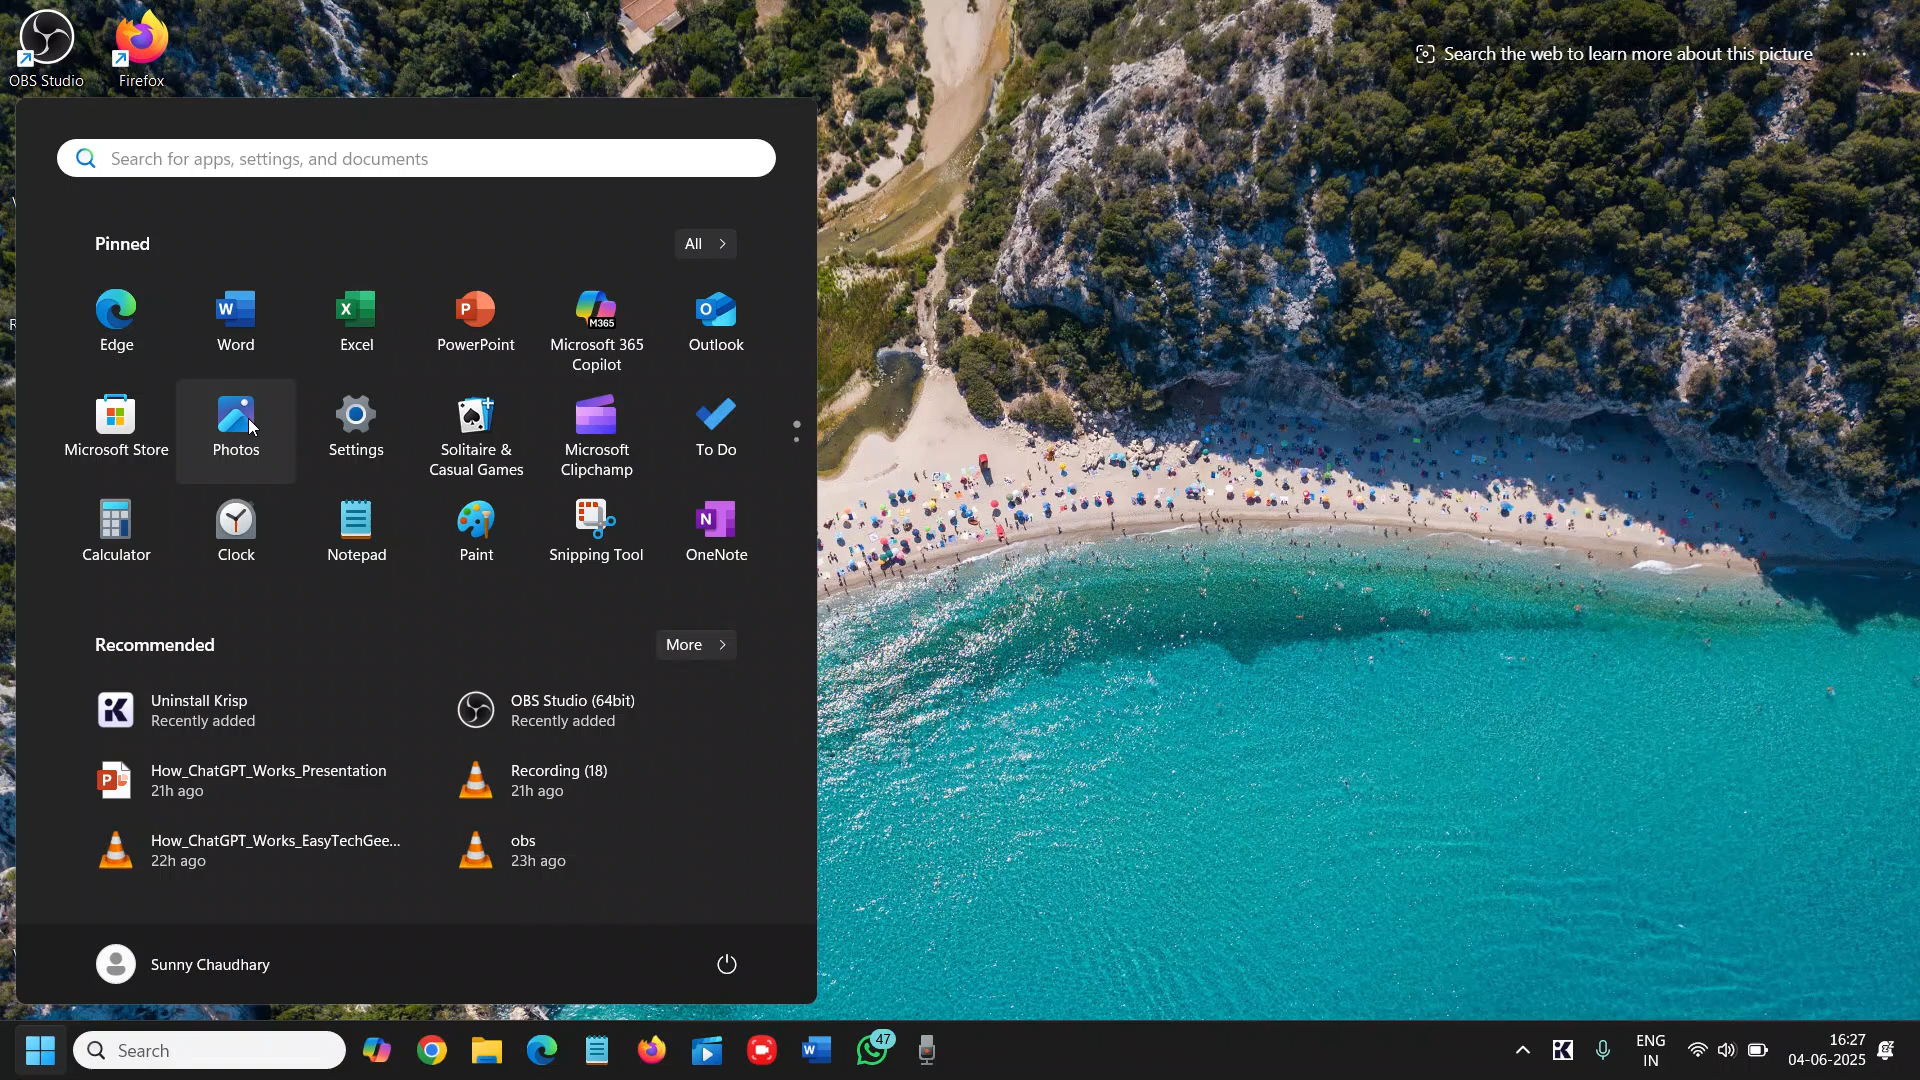 OBS Studio
Firefox
Search the web to learn more about this picture
Search for apps, settings, and documents
Pinned
All
Edge
Word
Excel
PowerPoint
M365
Microsoft 365
Copilot
Outlook
Microsoft Store
Photos
Settings
Solitaire &
Casual Games
Microsoft
Clipchamp
To Do
Calculator
Clock
Notepad
Paint
Snipping Tool
OneNote
Recommended
More
Uninstall Krisp
Recently added
OBS Studio (64bit)
Recently added
How_ChatGPT_Works_Presentation
21h ago
Recording (18)
21h ago
How_ChatGPT_Works_EasyTechGee...
22h ago
obs
23h ago
Sunny Chaudhary
Search
47
ENG
IN
16:27
04-06-2025